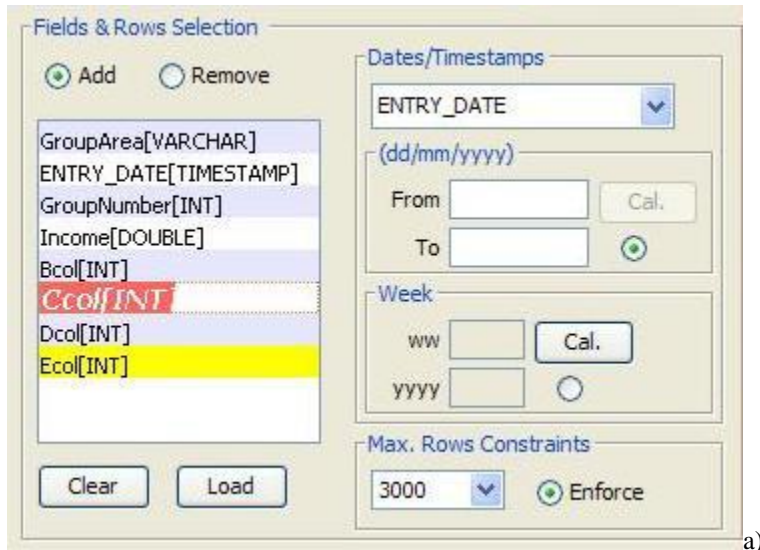 Fields & Rows Selection
Add Remove
GroupArea[VARCHAR]
ENTRY_DATE[TIMESTAMP]
GroupNumber[INT]
Income[DOUBLE]
Bcol[INT]
Ccol[INT]
Dcol[INT]
Ecol[INT]
Clear Load
Dates/Timestamps
ENTRY_DATE
(dd/mm/yyyy)
From Cal.
To
Week
ww Cal.
yyyy
Max. Rows Constraints
3000 Enforce
a)